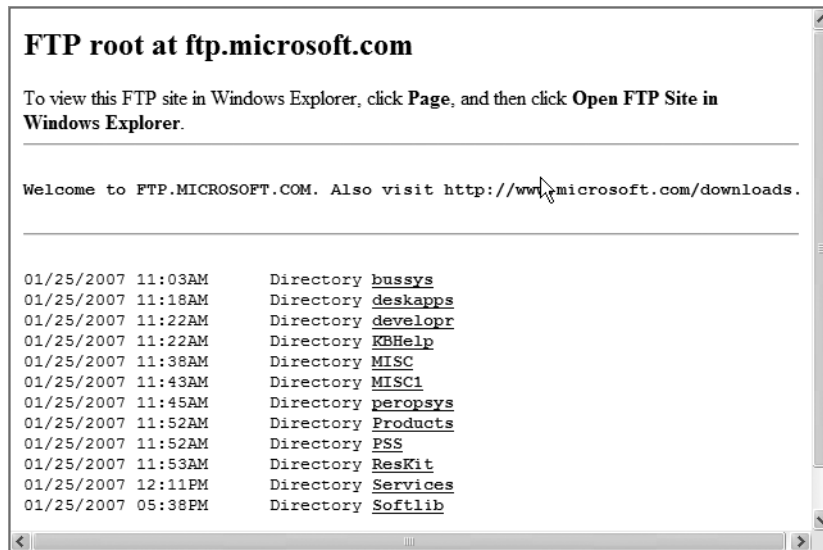 FTP root at ftp.microsoft.com
To view this FTP site in Windows Explorer, click Page, and then click Open FTP Site in
Windows Explorer.
Welcome to FTP.MICROSOFT.COM. Also visit http://www.microsoft.com/downloads.
01/25/2007 11:03AM Directory bussys
01/25/2007 11:18AM Directory deskapps
01/25/2007 11:22AM Directory developr
01/25/2007 11:22AM Directory KBHelp
01/25/2007 11:38AM Directory MISC
01/25/2007 11:43AM Directory MISC1
01/25/2007 11:45AM Directory peropsys
01/25/2007 11:52AM Directory Products
01/25/2007 11:52AM Directory PSS
01/25/2007 11:53AM Directory ResKit
01/25/2007 12:11PM Directory Services
01/25/2007 05:38PM Directory Softlib